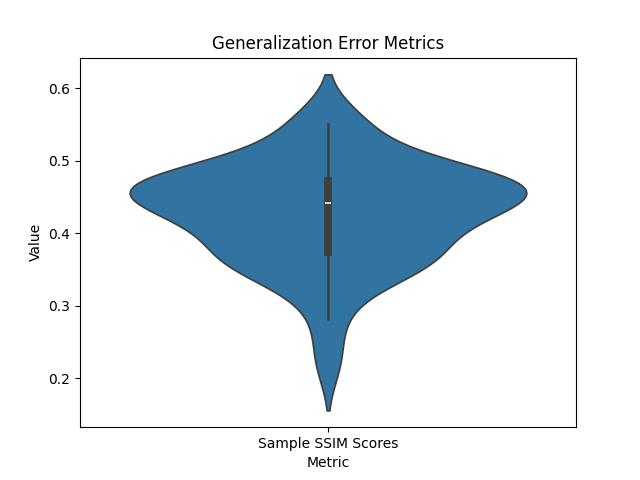 Generalization Error Metrics
0.6
0.5
0.4
0.3
0.2
Value
Sample SSIM Scores
Metric